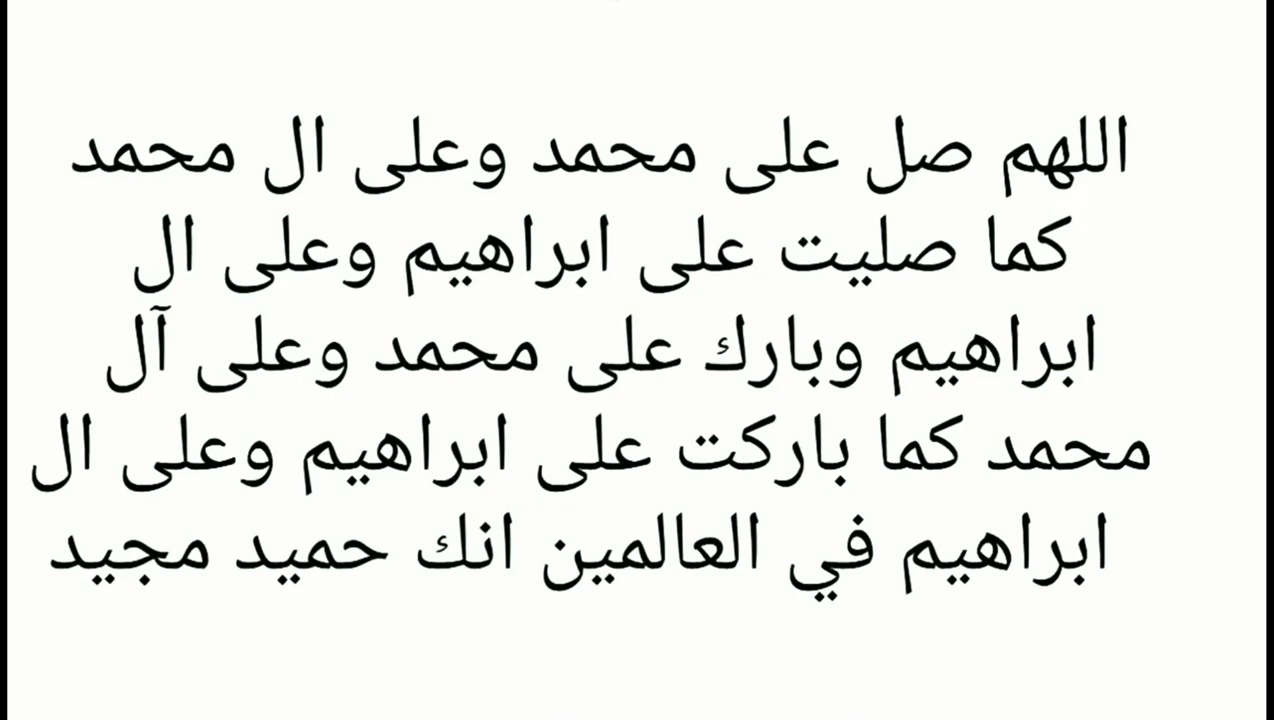 اللهم صل على محمد وعلى ال محمد
كما صليت على ابراهيم وعلى ال
ابراهيم وبارك على محمد وعلى آل
محمد كما باركت على ابراهيم وعلى ال
ابراهيم في العالمين انك حميد مجيد